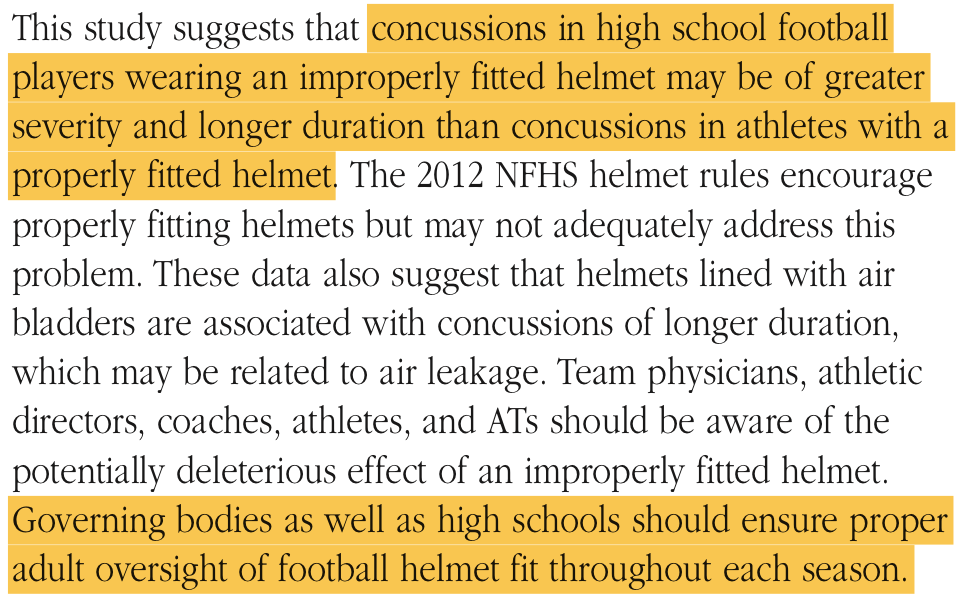 This study suggests that concussions in high school football
players wearing an improperly fitted helmet may be of greater
severity and longer duration than concussions in athletes with a
properly fitted helmet. The 2012 NFHS helmet rules encourage
properly fitting helmets but may not adequately address this
problem. These data also suggest that helmets lined with air
bladders are associated with concussions of longer duration,
which may be related to air leakage. Team physicians, athletic
directors, coaches, athletes, and ATs should be aware of the
potentially deleterious effect of an improperly fitted helmet.
Governing bodies as well as high schools should ensure proper
adult oversight of football helmet fit throughout each season.